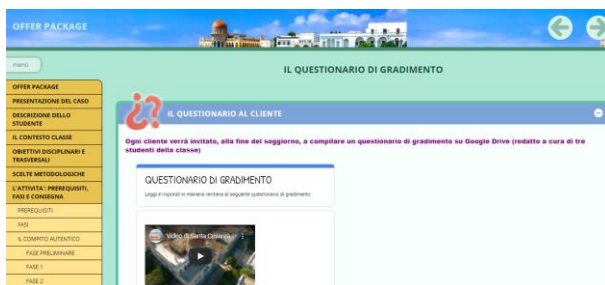 OFFER PACKAGE
menù
IL QUESTIONARIO DI GRADIMENTO
OFFER PACKAGE
PRESENTAZIONE DEL CASO
DESCRIZIONE DELLO
STUDENTE
IL CONTESTO CLASSE
OBIETTIVI DISCIPLINARI E
TRASVERSALI
SCELTE METODOLOGICHE
L'ATTIVITA': PREREQUISITI,
FASI E CONSEGNA
PREREQUISITI
FASI
IL COMPITO AUTENTICO
FASE PRELIMINARE
FASE 1
FASE 2
¿?
IL QUESTIONARIO AL CLIENTE
Ogni cliente verrà invitato, alla fine del soggiorno, a compilare un questionario di gradimento su Google Drive (redatto a cura di tre
studenti della classe)
QUESTIONARIO DI GRADIMENTO
Leggi e rispondi in maniera veritiera al seguente questionario di gradimento
Video di Santa Cesarea